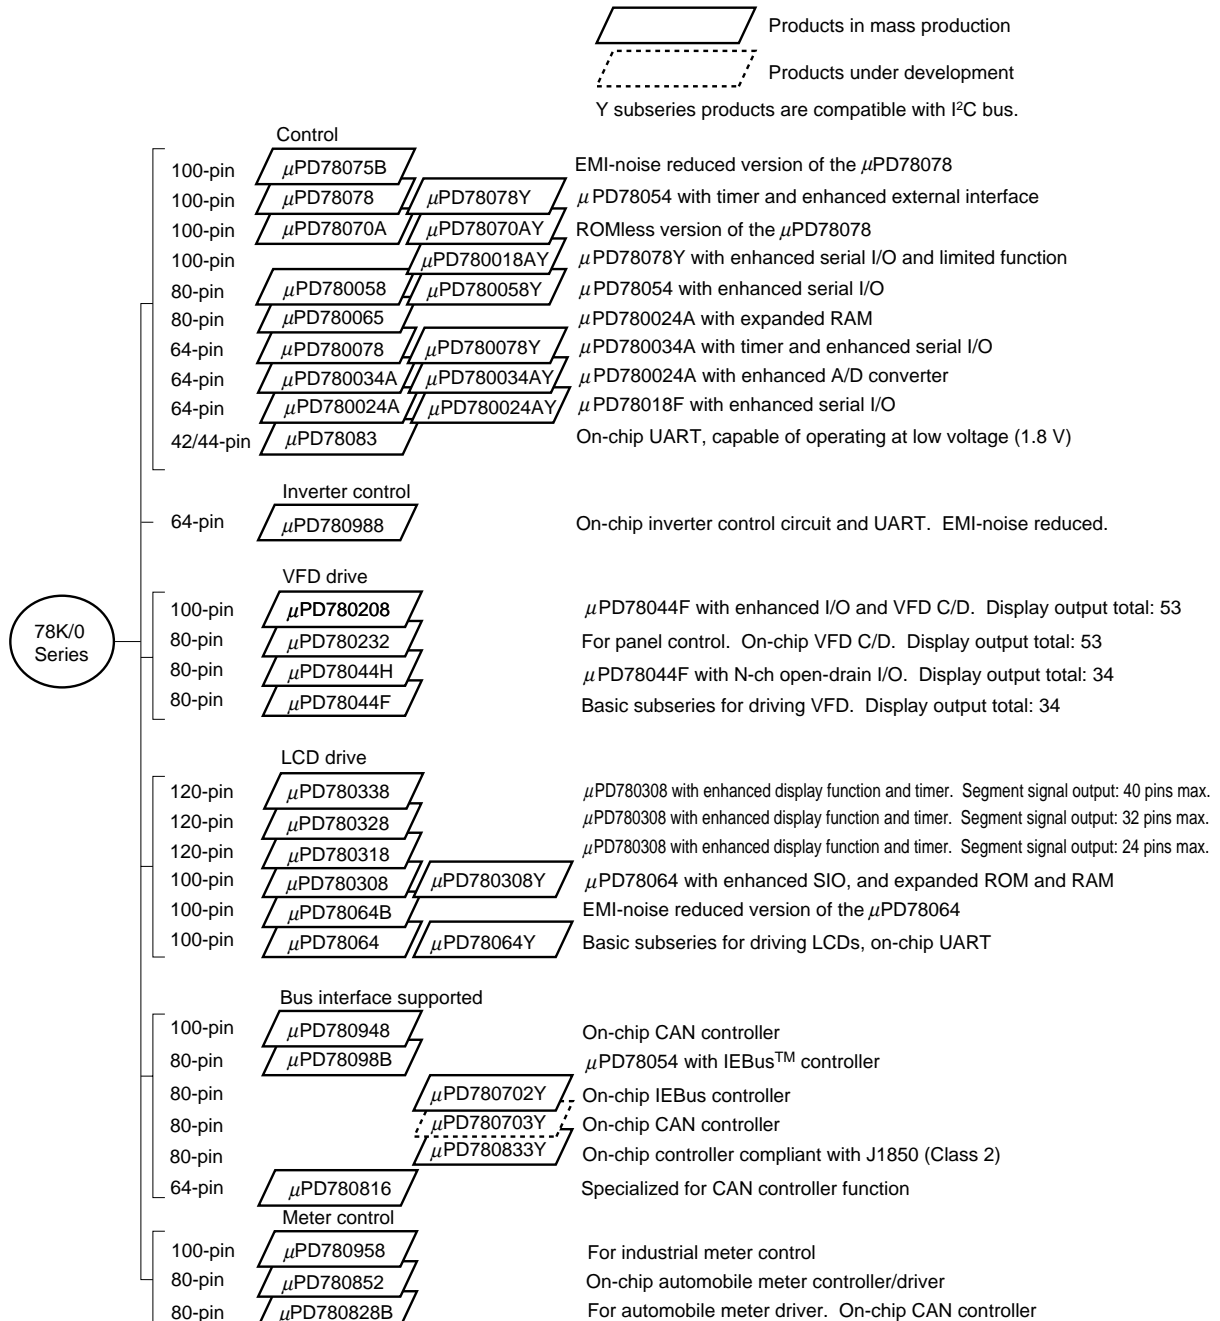 Products in mass production
Products under development
Y subseries products are compatible with I²C bus.
Control
100-pin μPD78075B EMI-noise reduced version of the μPD78078
100-pin μPD78078 μPD78078Y μPD78054 with timer and enhanced external interface
100-pin μPD78070A μPD78070AY ROMless version of the μPD78078
100-pin μPD780018AY μPD78078Y with enhanced serial I/O and limited function
80-pin μPD780058 μPD780058Y μPD78054 with enhanced serial I/O
80-pin μPD780065 μPD780024A with expanded RAM
64-pin μPD780078 μPD780078Y μPD780034A with timer and enhanced serial I/O
64-pin μPD780034A μPD780034AY μPD780024A with enhanced A/D converter
64-pin μPD780024A μPD780024AY μPD78018F with enhanced serial I/O
42/44-pin μPD78083 On-chip UART, capable of operating at low voltage (1.8 V)
Inverter control
64-pin μPD780988 On-chip inverter control circuit and UART. EMI-noise reduced.
VFD drive
100-pin μPD780208 μPD78044F with enhanced I/O and VFD C/D. Display output total: 53
78K/0 Series
80-pin μPD780232 For panel control. On-chip VFD C/D. Display output total: 53
80-pin μPD78044H μPD78044F with N-ch open-drain I/O. Display output total: 34
80-pin μPD78044F Basic subseries for driving VFD. Display output total: 34
LCD drive
120-pin μPD780338 μPD780308 with enhanced display function and timer. Segment signal output: 40 pins max.
120-pin μPD780328 μPD780308 with enhanced display function and timer. Segment signal output: 32 pins max.
120-pin μPD780318 μPD780308 with enhanced display function and timer. Segment signal output: 24 pins max.
100-pin μPD780308 μPD780308Y μPD78064 with enhanced SIO, and expanded ROM and RAM
100-pin μPD78064B EMI-noise reduced version of the μPD78064
100-pin μPD78064 μPD78064Y Basic subseries for driving LCDs, on-chip UART
Bus interface supported
100-pin μPD780948 On-chip CAN controller
80-pin μPD78098B μPD78054 with IEBus™ controller
80-pin μPD780702Y On-chip IEBus controller
80-pin μPD780703Y On-chip CAN controller
80-pin μPD780833Y On-chip controller compliant with J1850 (Class 2)
64-pin μPD780816 Specialized for CAN controller function
Meter control
100-pin μPD780958 For industrial meter control
80-pin μPD780852 On-chip automobile meter controller/driver
80-pin μPD780828B For automobile meter driver. On-chip CAN controller